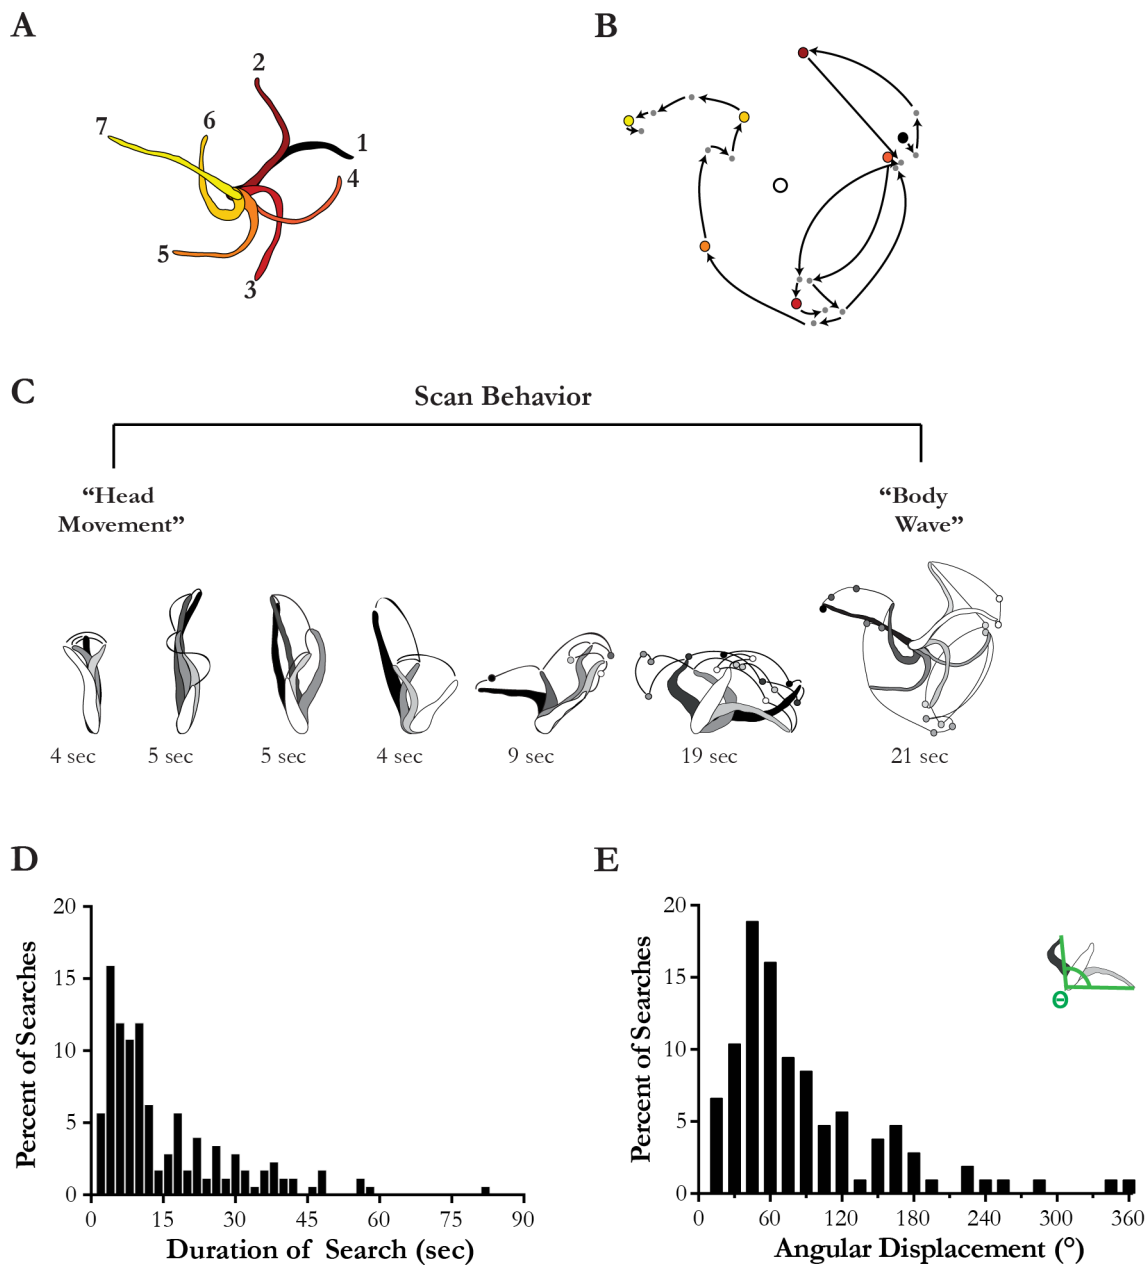 A
B
2
6
7
1
4
5
3
C
Scan Behavior
“Head
Movement”
“Body
Wave”
4 sec
5 sec
5 sec
4 sec
9 sec
19 sec
21 sec
D
E
20
15
10
5
0
Percent of Searches
0
15
30
45
60
75
90
Duration of Search (sec)
20
15
10
5
0
Percent of Searches
Θ
0
60
120
180
240
300
360
Angular Displacement (°)